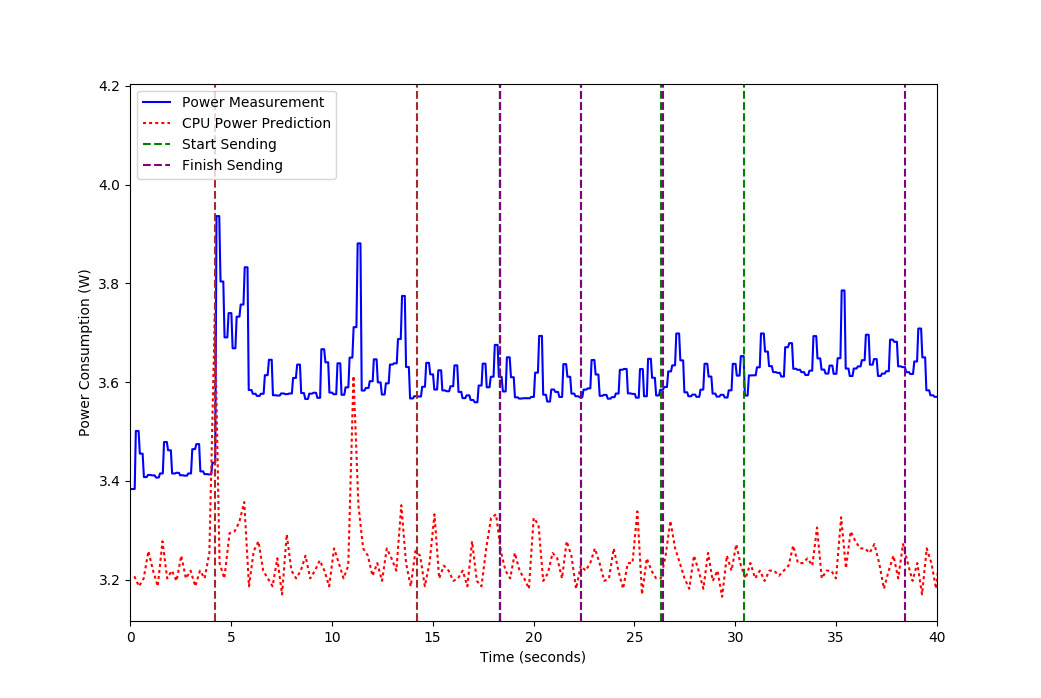 4.2
4.0
3.8
3.6
3.4
3.2
Power Consumption (W)
Power Measurement
CPU Power Prediction
Start Sending
Finish Sending
0 5 10 15 20 25 30 35 40
Time (seconds)